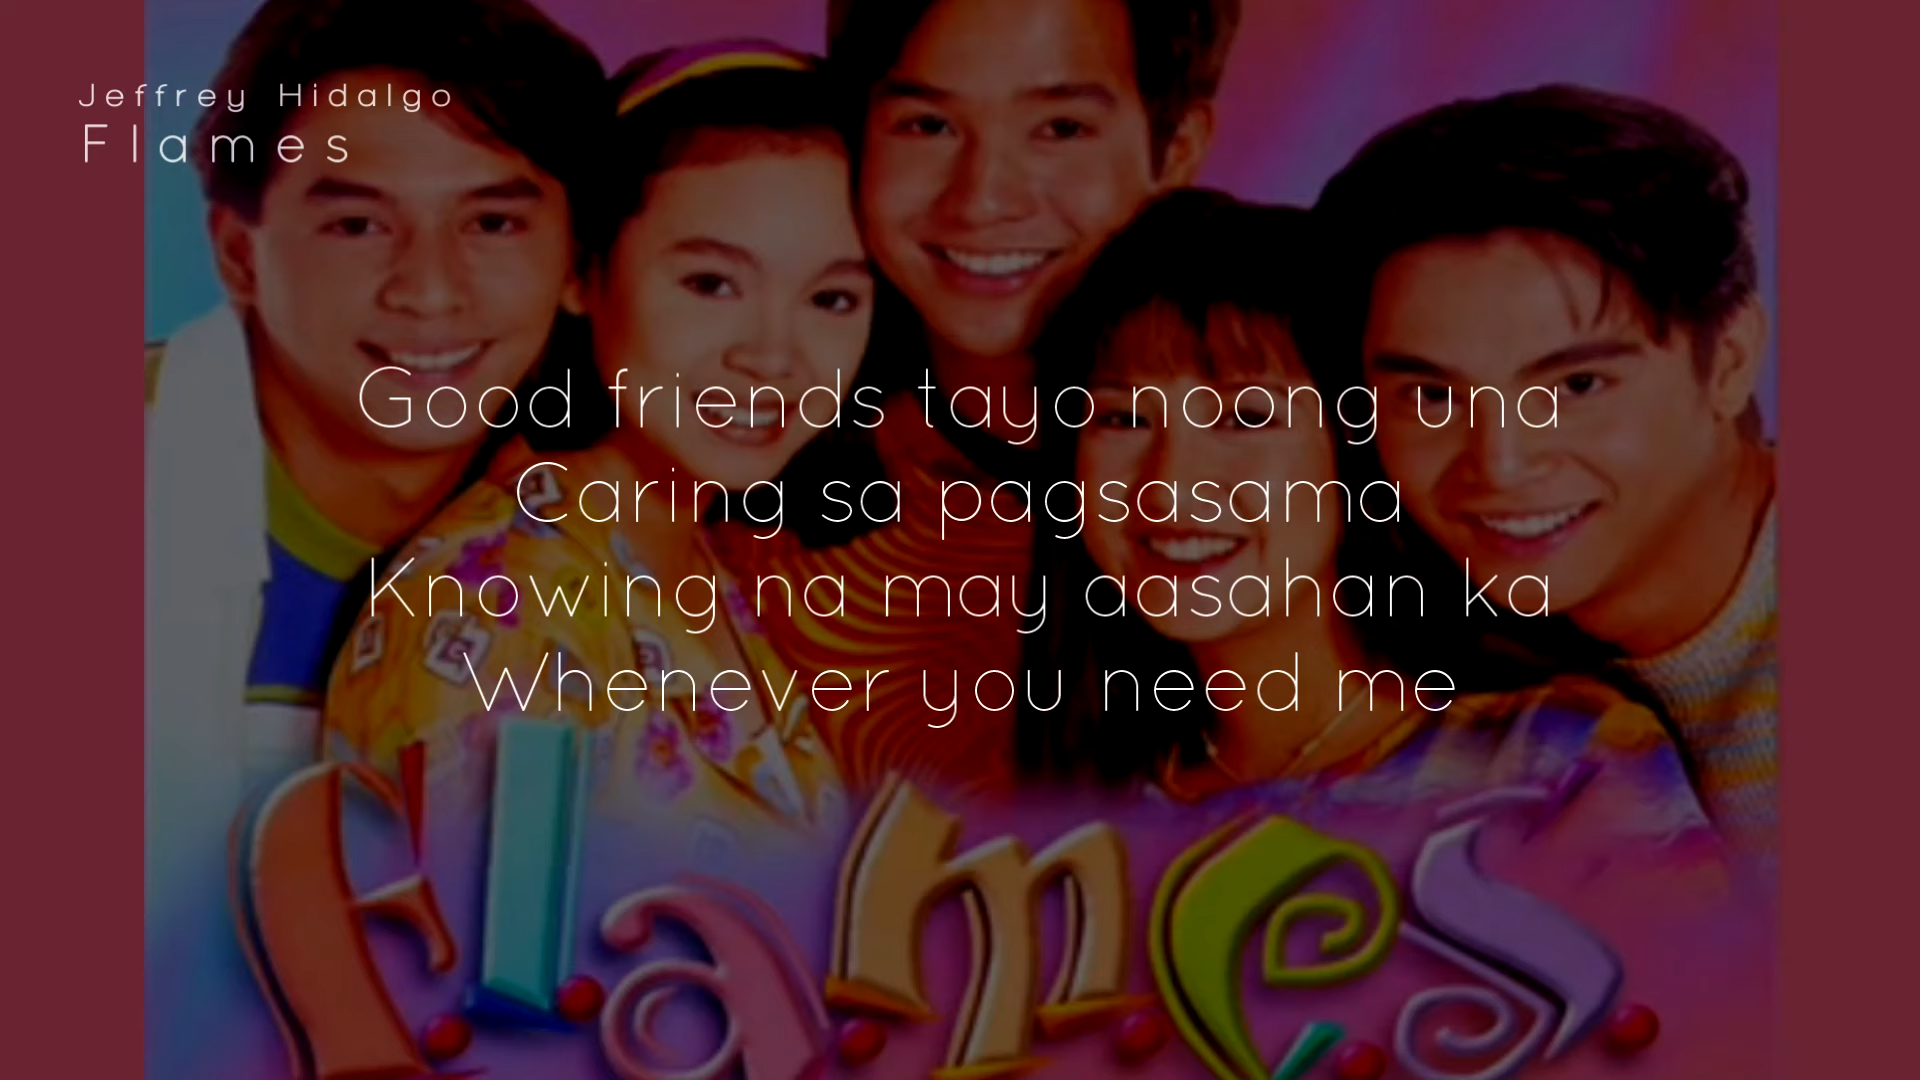 Jeffrey Hidalgo
Flames
Good friends tayo noong una
Caring sa pagsasama
Knowing na may aasahan ka
Whenever you need me
F.l.a.m.e.s.